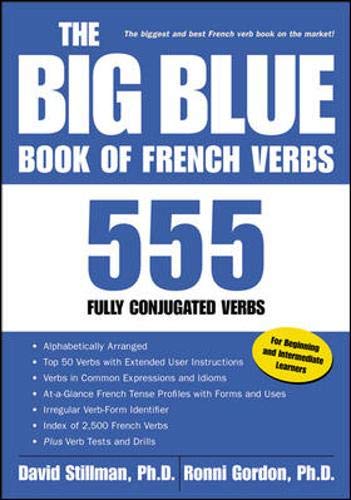 THE
The biggest and best French verb book on the market!
BIG BLUE
BOOK OF FRENCH VERBS
555
FULLY CONJUGATED VERBS
For Beginning
and Intermediate
Learners
• Alphabetically Arranged
• Top 50 Verbs with Extended User Instructions
• Verbs in Common Expressions and Idioms
• At-a-Glance French Tense Profiles with Forms and Uses
• Irregular Verb-Form Identifier
• Index of 2,500 French Verbs
• Plus Verb Tests and Drills
David Stillman, Ph.D. Ronni Gordon, Ph.D.